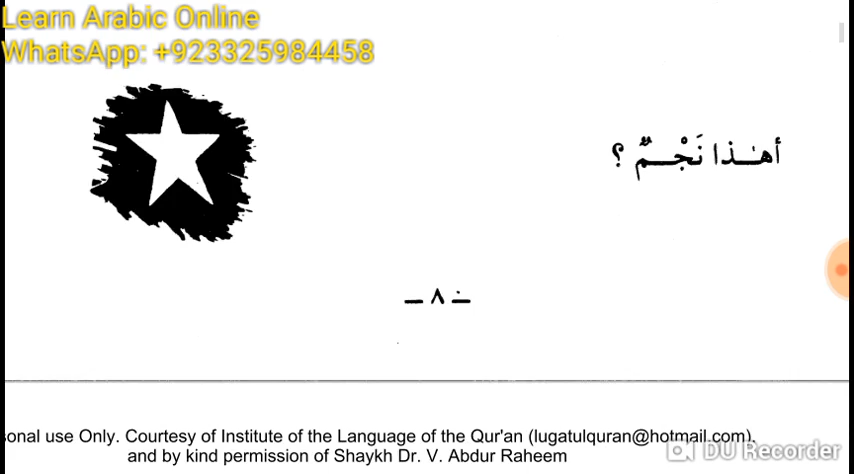 Learn Arabic Online
WhatsApp: +923325984458
أهٰذا نَجْمٌ ؟
– ٨ –
sonal use Only. Courtesy of Institute of the Language of the Qur'an (lugatulquran@hotmail.com),
and by kind permission of Shaykh Dr. V. Abdur Raheem
DU Recorder